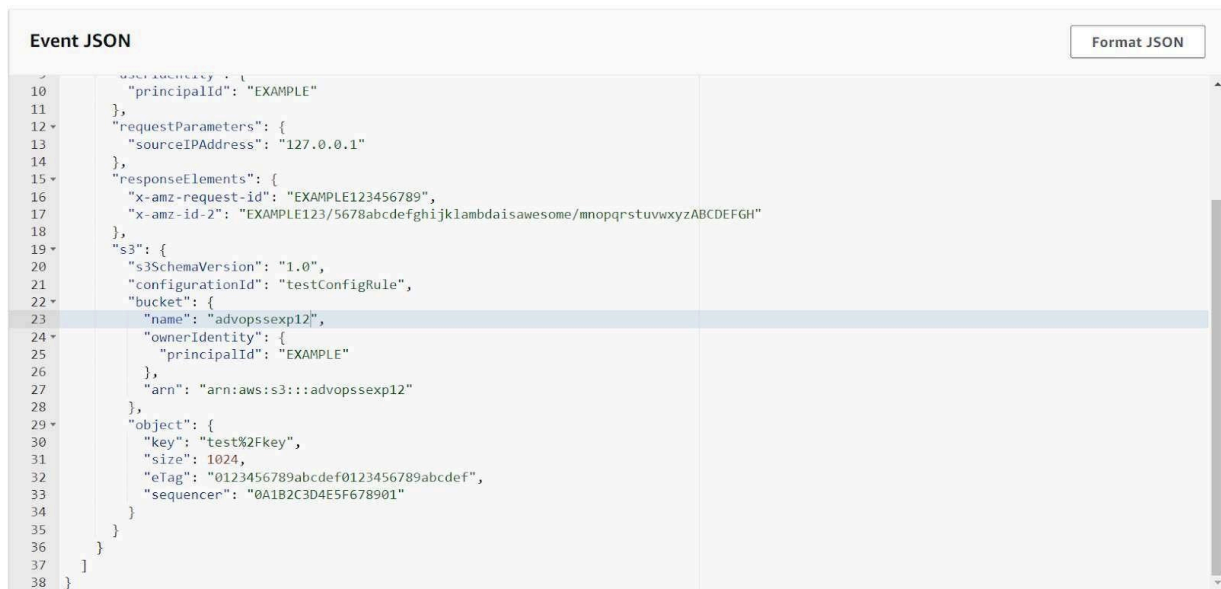 Event JSON
Format JSON
10 "principalId": "EXAMPLE"
11 },
12 "requestParameters": {
13 "sourceIPAddress": "127.0.0.1"
14 },
15 "responseElements": {
16 "x-amz-request-id": "EXAMPLE123456789",
17 "x-amz-id-2": "EXAMPLE123/5678abcdefghijklambdaisawesome/mnopqrstuvwxyzABCDEFGH"
18 },
19 "s3": {
20 "s3SchemaVersion": "1.0",
21 "configurationId": "testConfigRule",
22 "bucket": {
23 "name": "advopssexp12",
24 "ownerIdentity": {
25 "principalId": "EXAMPLE"
26 },
27 "arn": "arn:aws:s3:::advopssexp12"
28 },
29 "object": {
30 "key": "test%2Fkey",
31 "size": 1024,
32 "eTag": "0123456789abcdef0123456789abcdef",
33 "sequencer": "0A1B2C3D4E5F678901"
34 }
35 }
36 }
37 ]
38 }